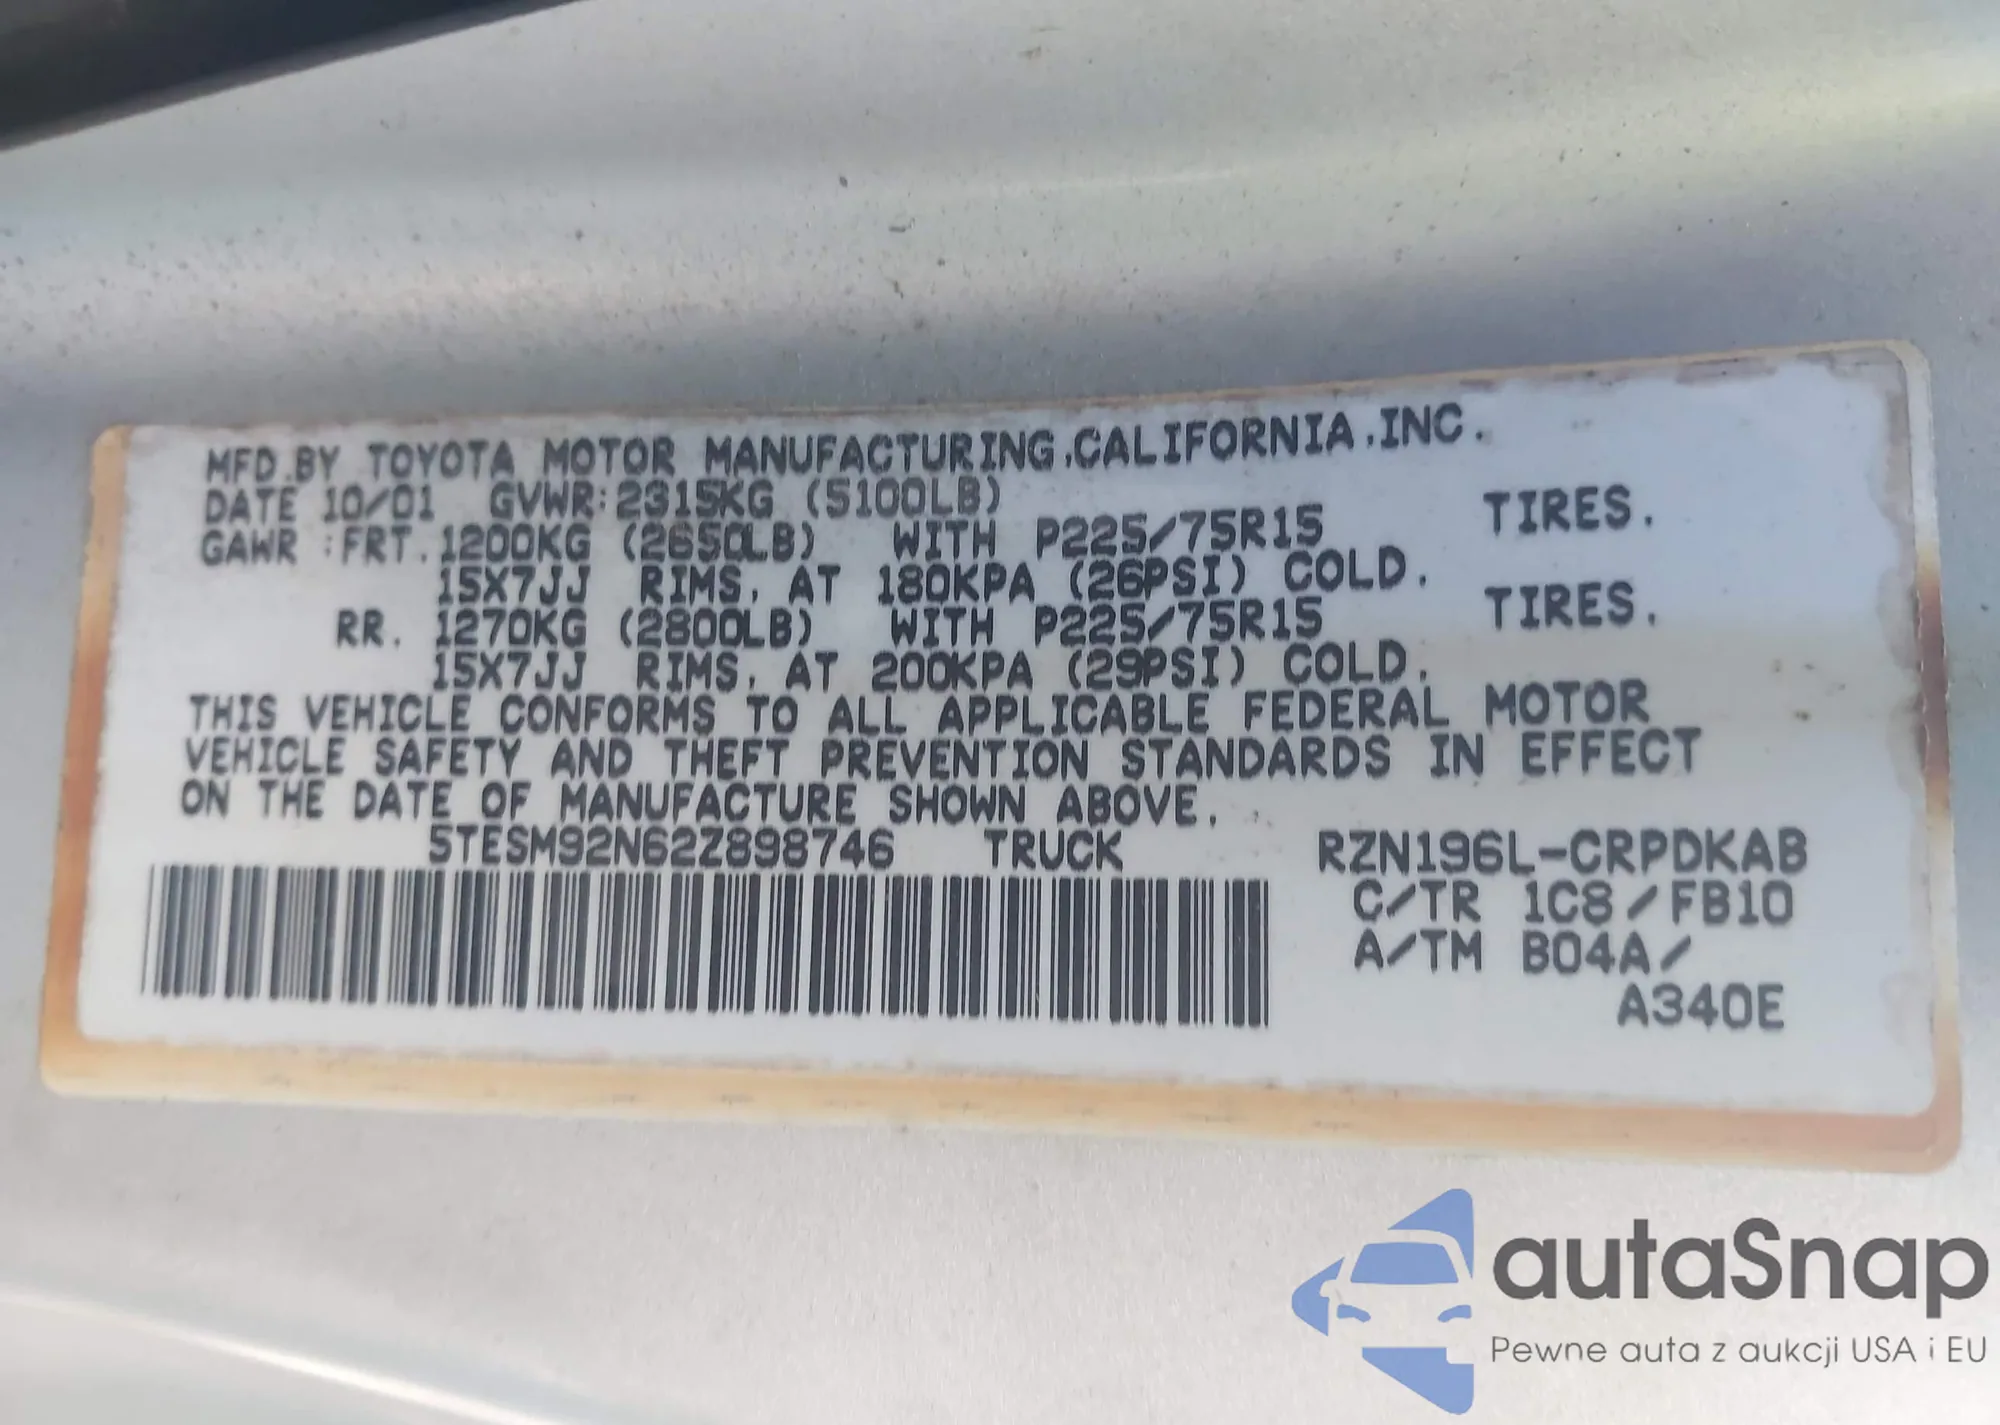 MFD.BY TOYOTA MOTOR MANUFACTURING,CALIFORNIA,INC.
DATE 10/01 GVWR:2315KG (5100LB)
GAWR :FRT. 1200KG (2650LB) WITH P225/75R15 TIRES.
15X7JJ RIMS, AT 180KPA (26PSI) COLD.
RR. 1270KG (2800LB) WITH P225/75R15 TIRES.
15X7JJ RIMS, AT 200KPA (29PSI) COLD.
THIS VEHICLE CONFORMS TO ALL APPLICABLE FEDERAL MOTOR
VEHICLE SAFETY AND THEFT PREVENTION STANDARDS IN EFFECT
ON THE DATE OF MANUFACTURE SHOWN ABOVE.
5TESM92N62Z898746 TRUCK RZN196L-CRPDKAB
C/TR 1C8/FB10
A/TM B04A/
A340E
autaSnap
Pewne auta z aukcji USA i EU